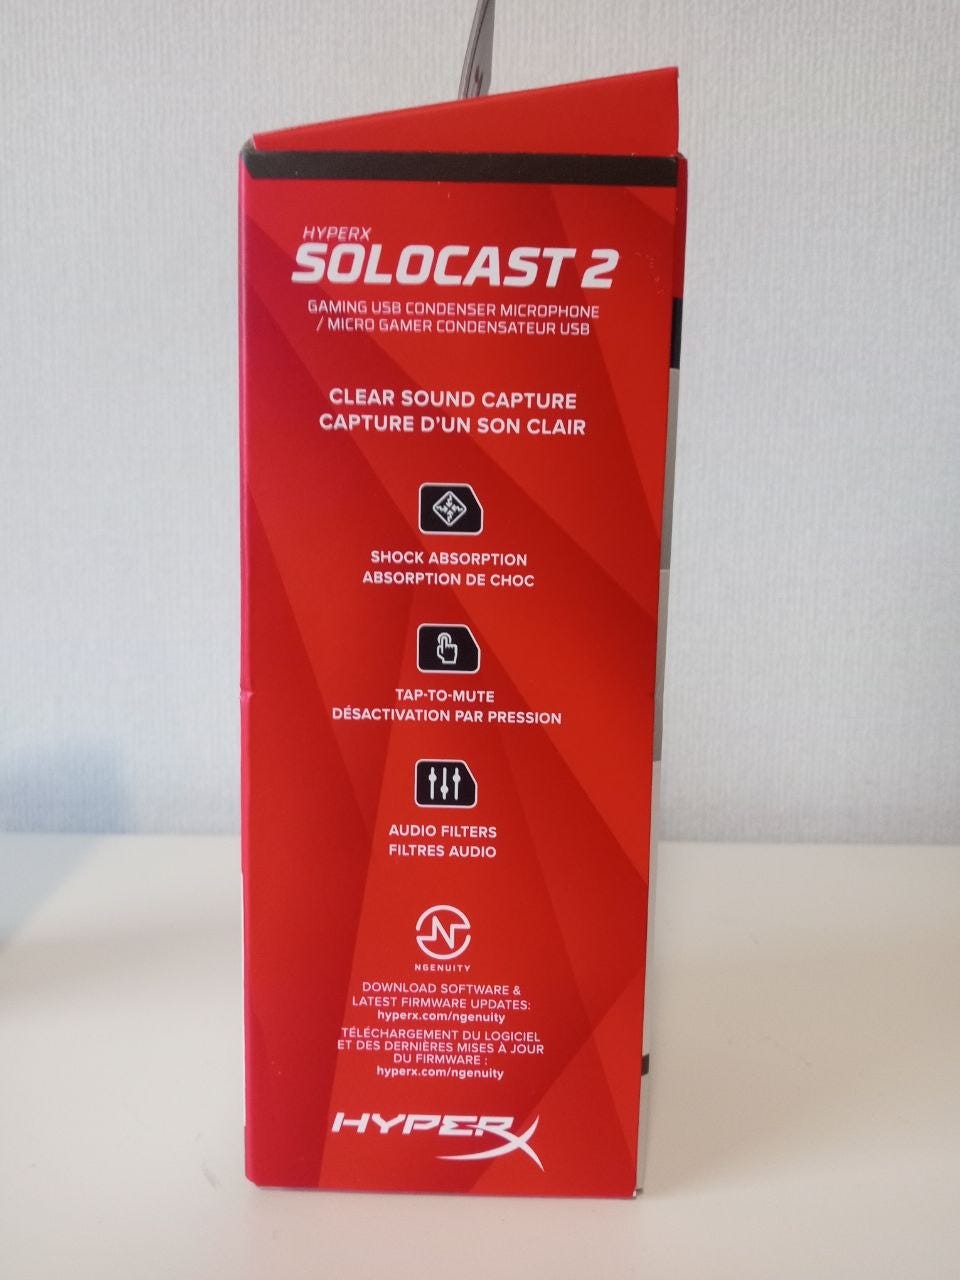 HYPERX
SOLOCAST 2
GAMING USB CONDENSER MICROPHONE
/ MICRO GAMER CONDENSATEUR USB
CLEAR SOUND CAPTURE
CAPTURE D'UN SON CLAIR
SHOCK ABSORPTION
ABSORPTION DE CHOC
TAP-TO-MUTE
DÉSACTIVATION PAR PRESSION
AUDIO FILTERS
FILTRES AUDIO
NGENUITY
DOWNLOAD SOFTWARE &
LATEST FIRMWARE UPDATES:
hyperx.com/ngenuity
TÉLÉCHARGEMENT DU LOGICIEL
ET DES DERNIÈRES MISES À JOUR
DU FIRMWARE :
hyperx.com/ngenuity
HYPERX